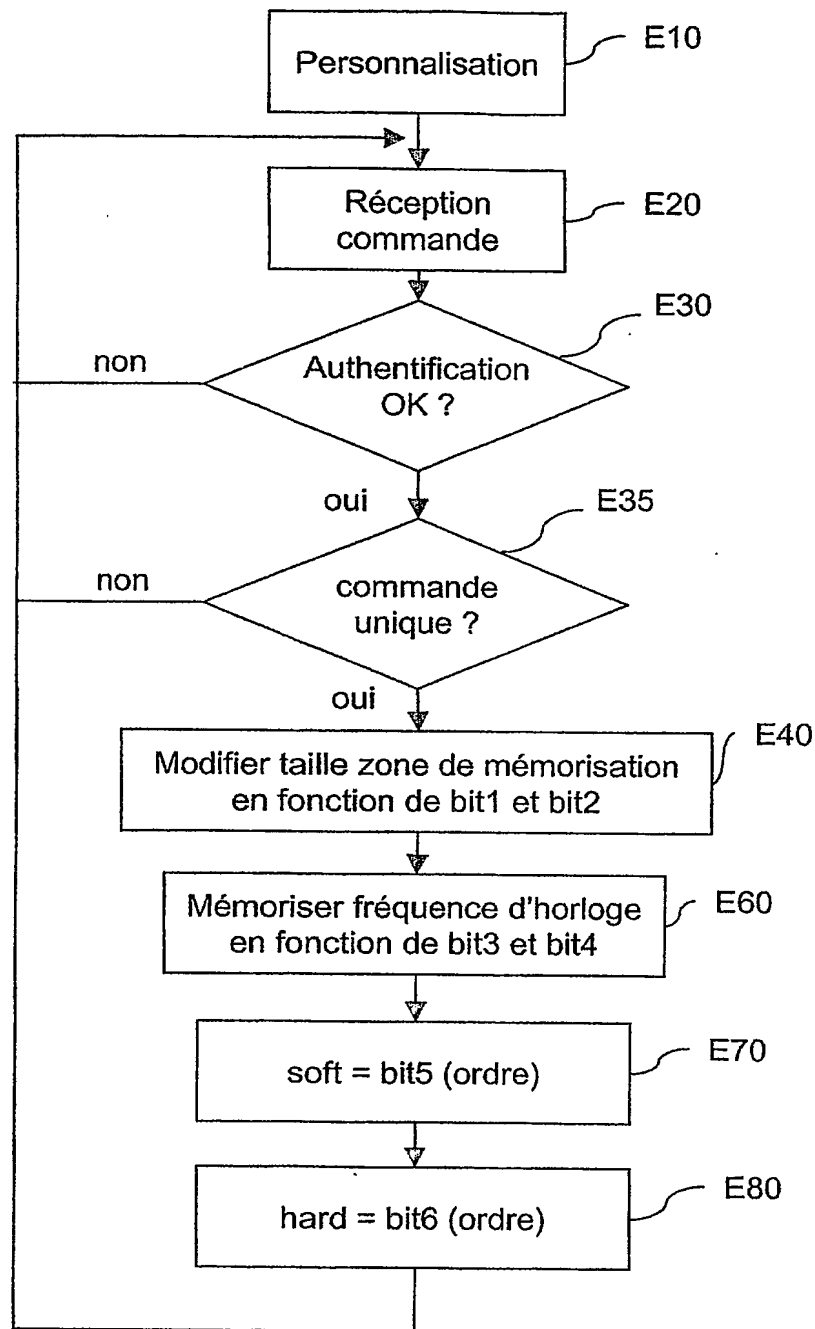 Personnalisation
E10
Réception
commande
E20
E30
non
Authentification
OK ?
oui
E35
non
commande
unique ?
oui
E40
Modifier taille zone de mémorisation
en fonction de bit1 et bit2
Mémoriser fréquence d'horloge
en fonction de bit3 et bit4
E60
soft = bit5 (ordre)
E70
hard = bit6 (ordre)
E80